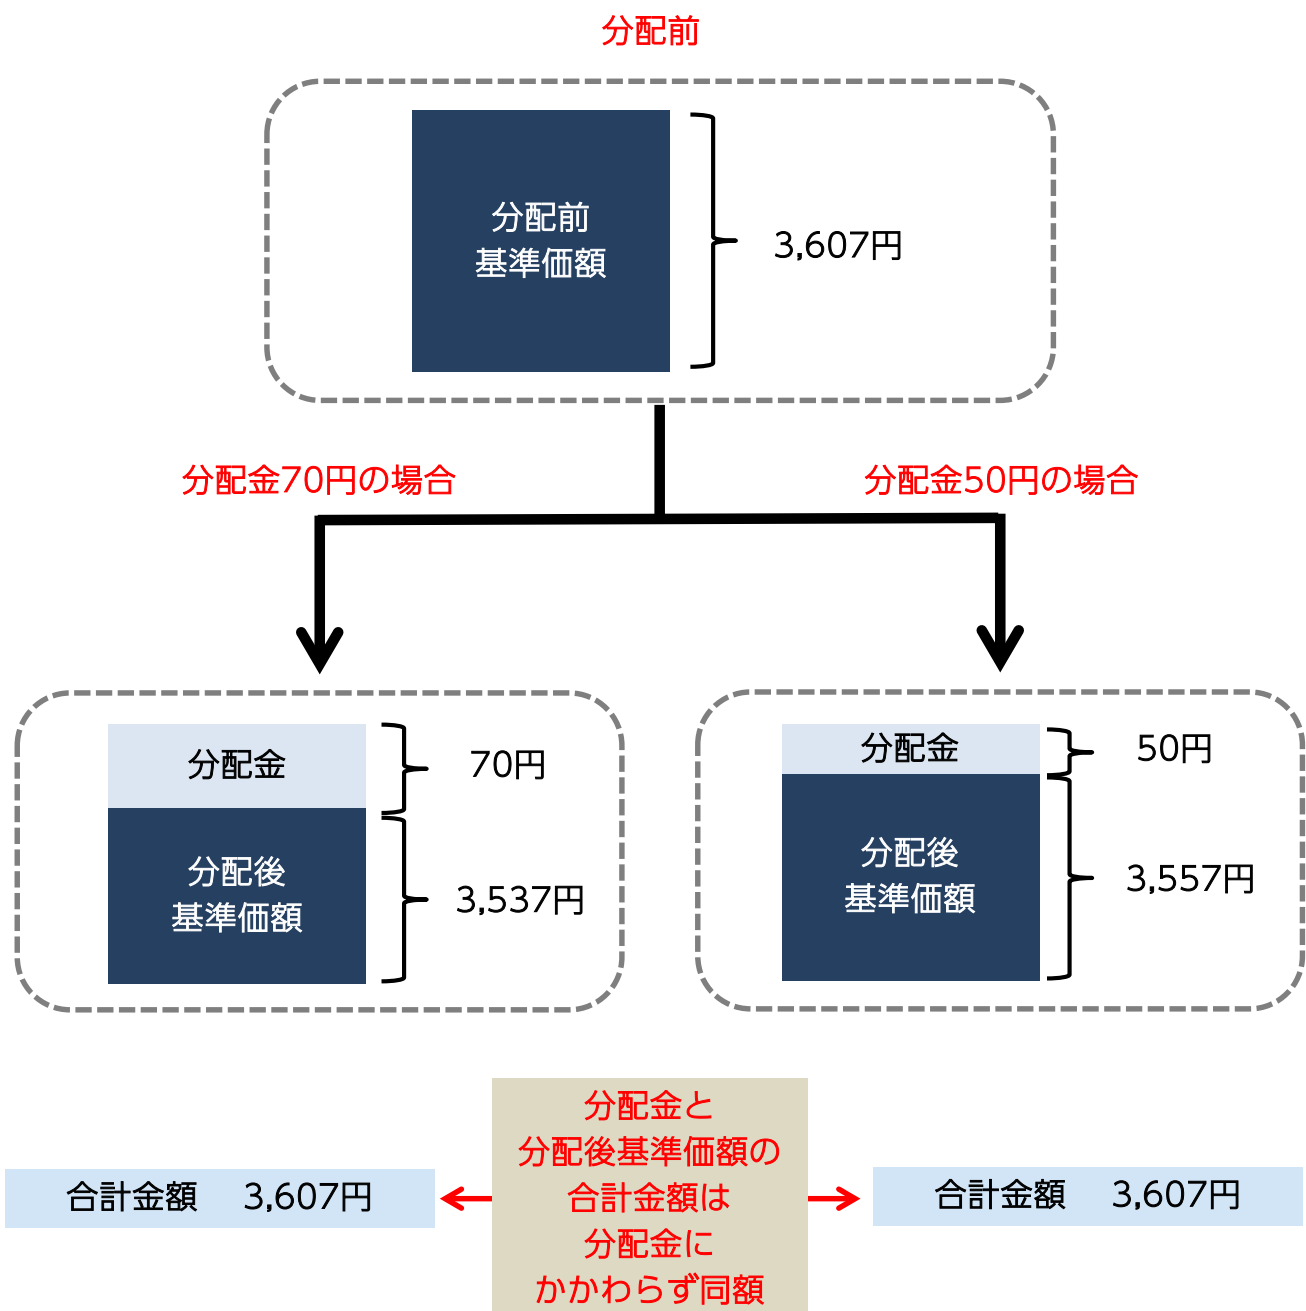 分配前
分配前
基準価額
3,607円
分配金70円の場合
分配金50円の場合
分配金
70円
分配後
基準価額
3,537円
分配金
50円
分配後
基準価額
3,557円
分配金と
分配後基準価額の
合計金額は
分配金に
かかわらず同額
合計金額 3,607円
合計金額 3,607円